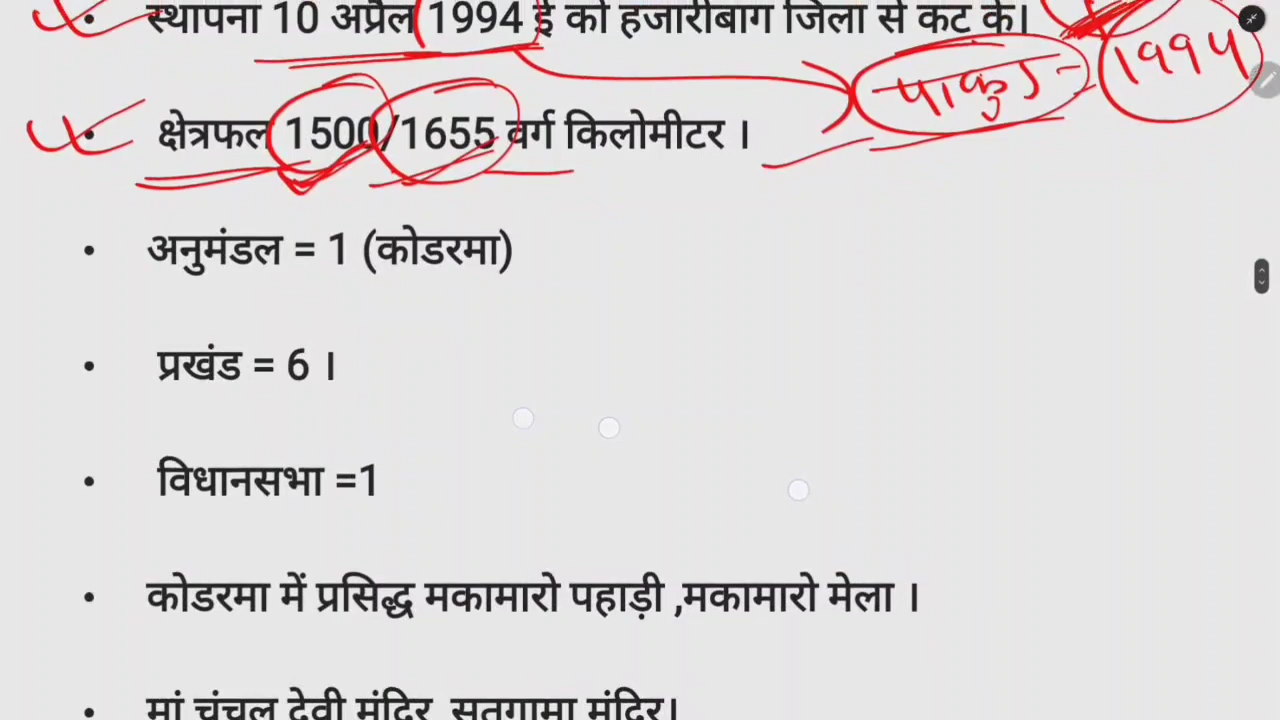 स्थापना 10 अप्रैल 1994 ई को हजारीबाग जिला से कट के।
पाकुड़ - 1994
• क्षेत्रफल 1500/1655 वर्ग किलोमीटर ।
• अनुमंडल = 1 (कोडरमा)
• प्रखंड = 6 ।
• विधानसभा =1
• कोडरमा में प्रसिद्ध मकामारो पहाड़ी ,मकामारो मेला ।
• मां चंचल देवी मंदिर, सतगामा मंदिर।